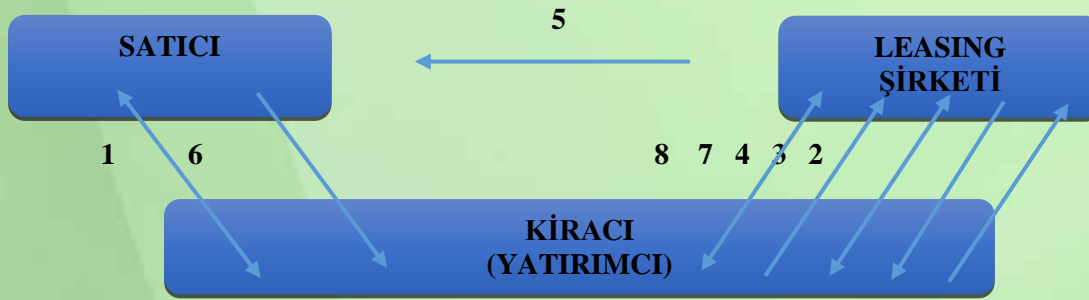 5
SATICI
LEASING
ŞİRKETİ
1 6
8 7 4 3 2
KİRACI
(YATIRIMCI)